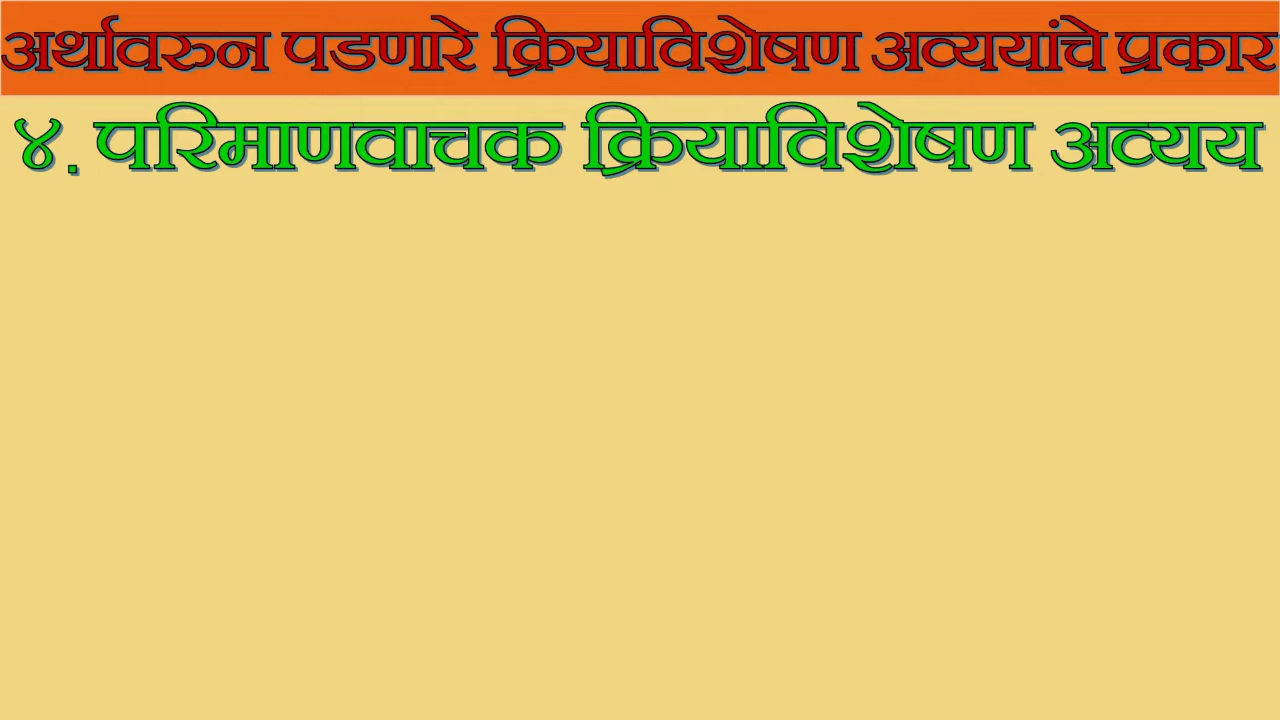 अर्थावरुन पडणारे क्रियाविशेषण अव्ययांचे प्रकार
४. परिमाणवाचक क्रियाविशेषण अव्यय